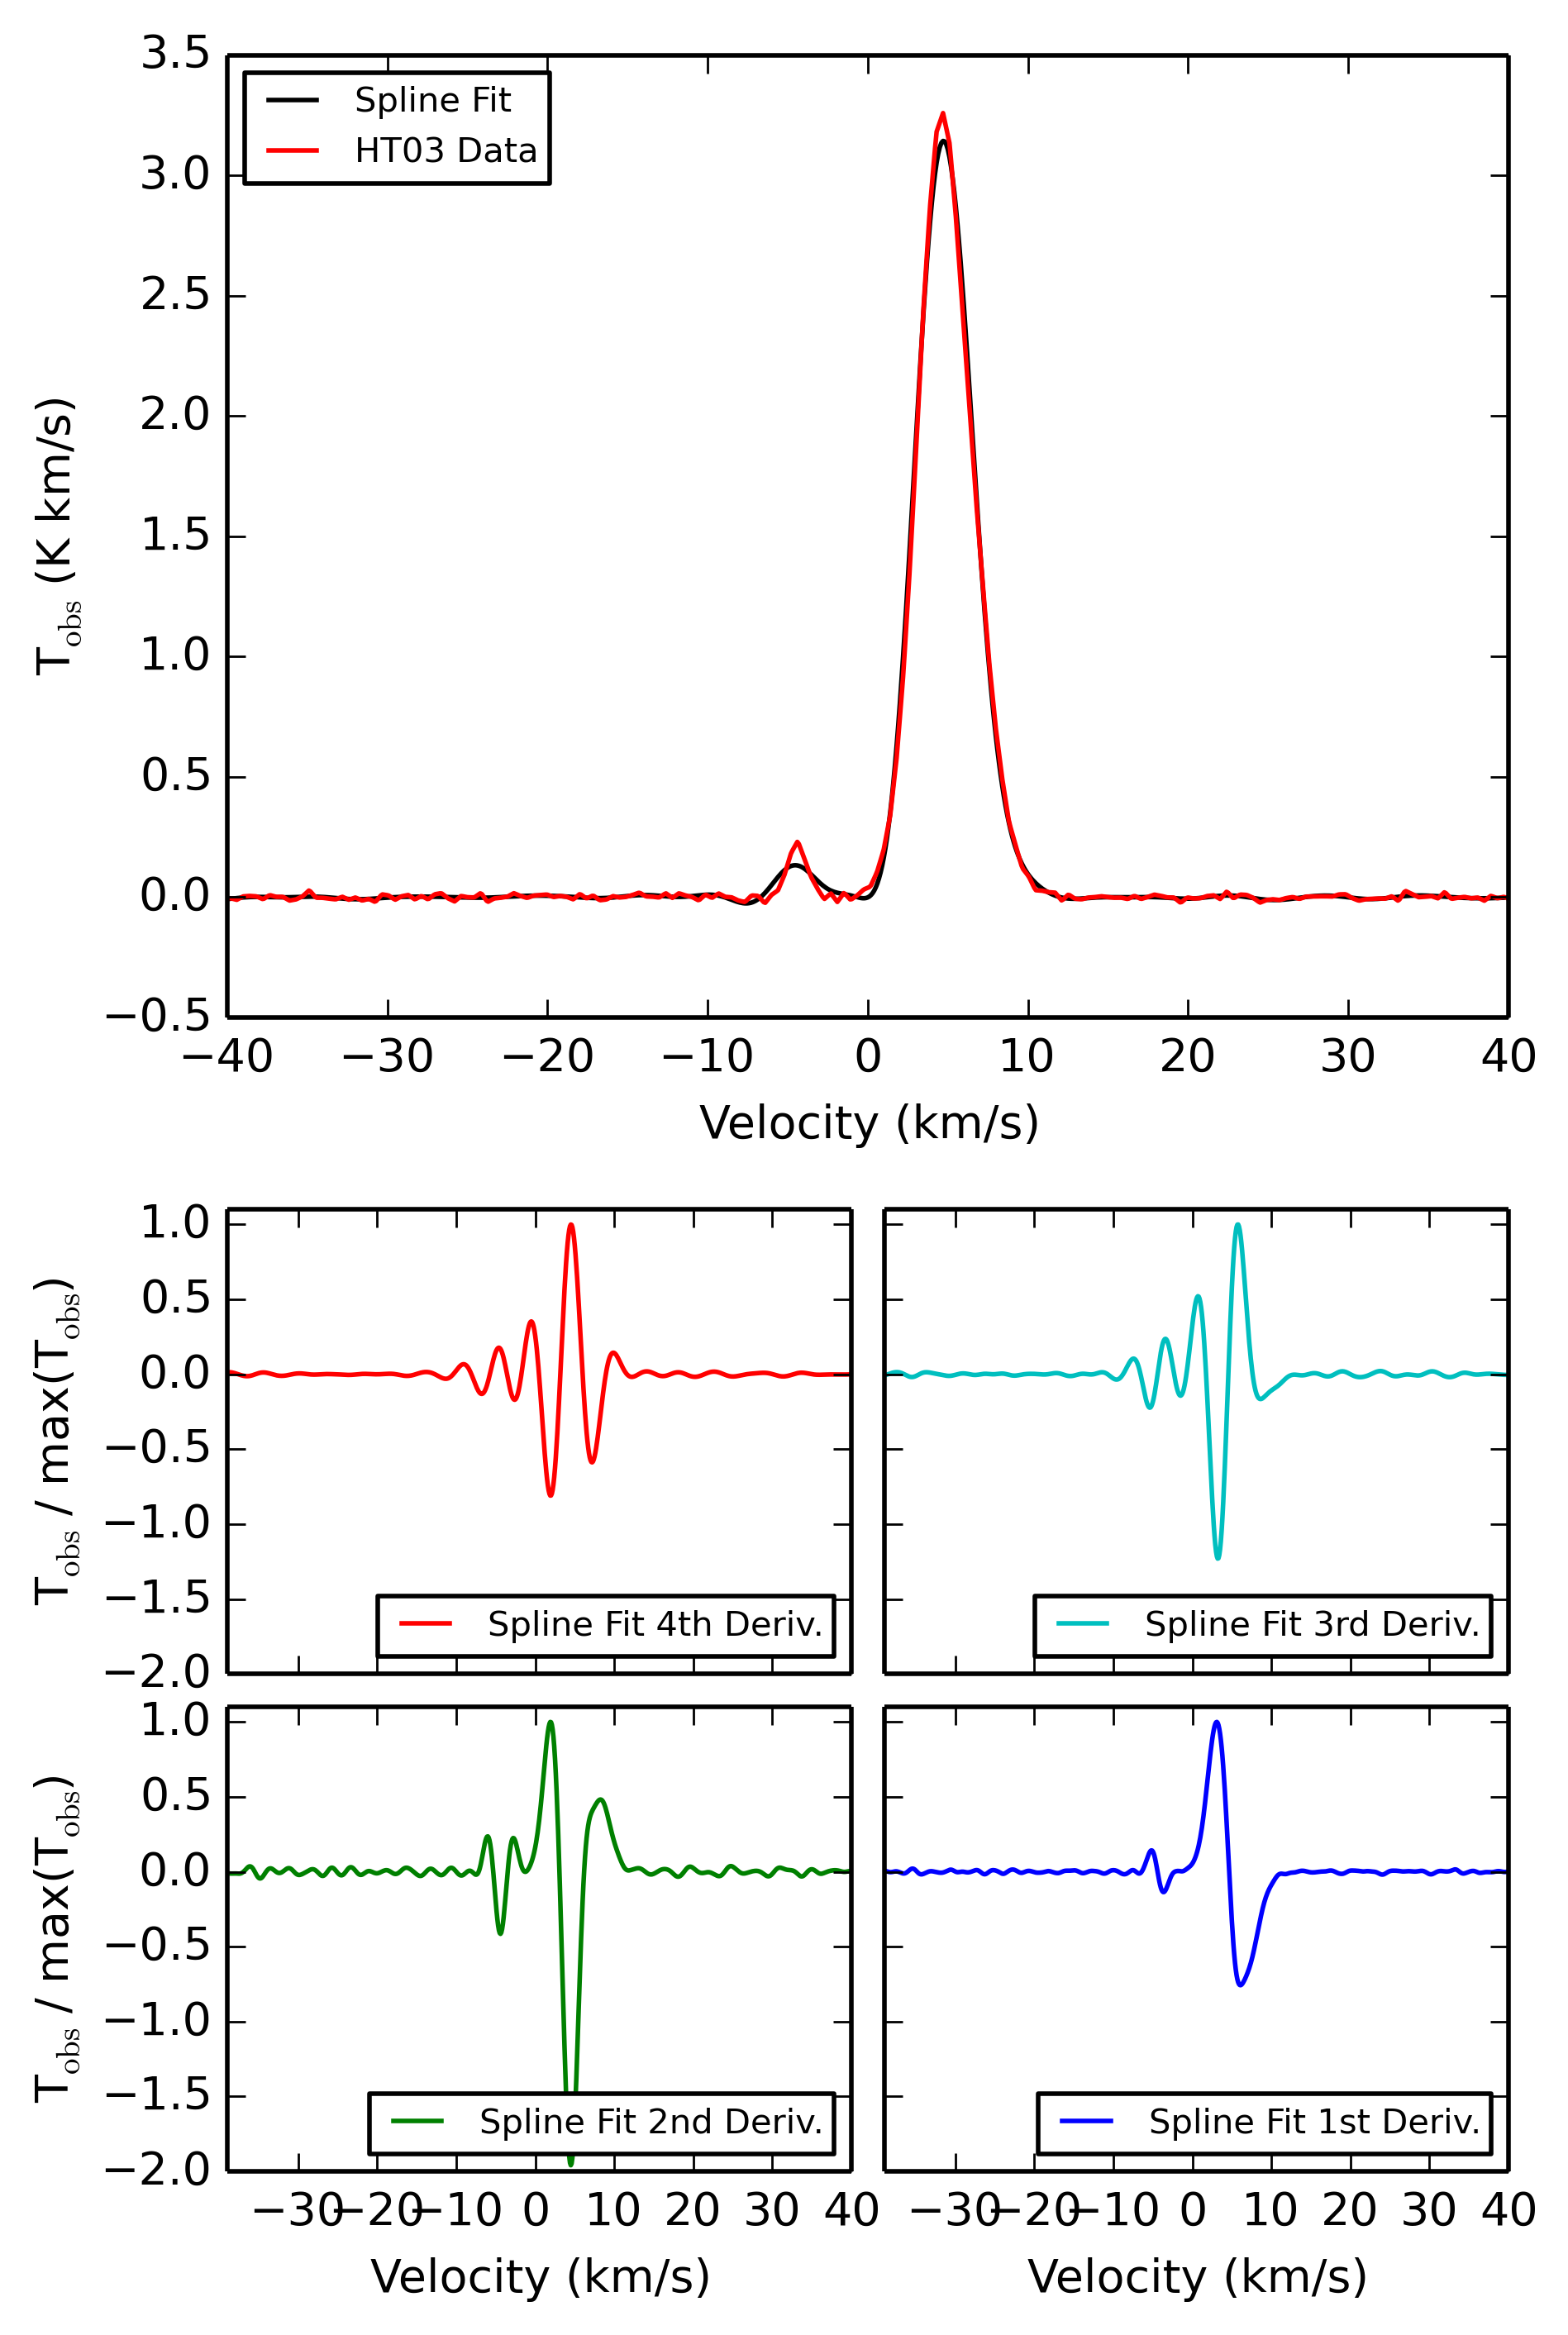 3.5
3.0
2.5
2.0
1.5
1.0
0.5
0.0
−0.5
T_obs (K km/s)
Spline Fit
HT03 Data
−40 −30 −20 −10 0 10 20 30 40
Velocity (km/s)
1.0
0.5
0.0
−0.5
−1.0
−1.5
−2.0
T_obs / max(T_obs)
Spline Fit 4th Deriv.
Spline Fit 3rd Deriv.
1.0
0.5
0.0
−0.5
−1.0
−1.5
−2.0
T_obs / max(T_obs)
Spline Fit 2nd Deriv.
Spline Fit 1st Deriv.
−30 −20 −10 0 10 20 30 40
−30 −20 −10 0 10 20 30 40
Velocity (km/s)
Velocity (km/s)